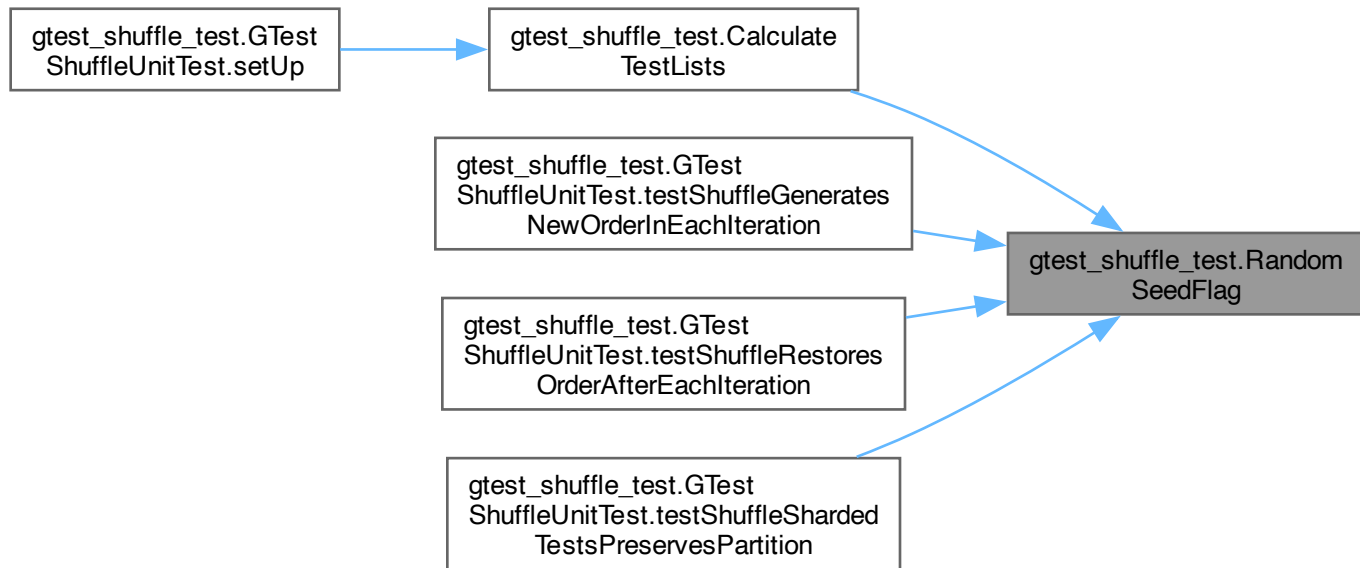 gtest_shuffle_test.GTest
ShuffleUnitTest.setUp
gtest_shuffle_test.Calculate
TestLists
gtest_shuffle_test.GTest
ShuffleUnitTest.testShuffleGenerates
NewOrderInEachIteration
gtest_shuffle_test.Random
SeedFlag
gtest_shuffle_test.GTest
ShuffleUnitTest.testShuffleRestores
OrderAfterEachIteration
gtest_shuffle_test.GTest
ShuffleUnitTest.testShuffleSharded
TestsPreservesPartition